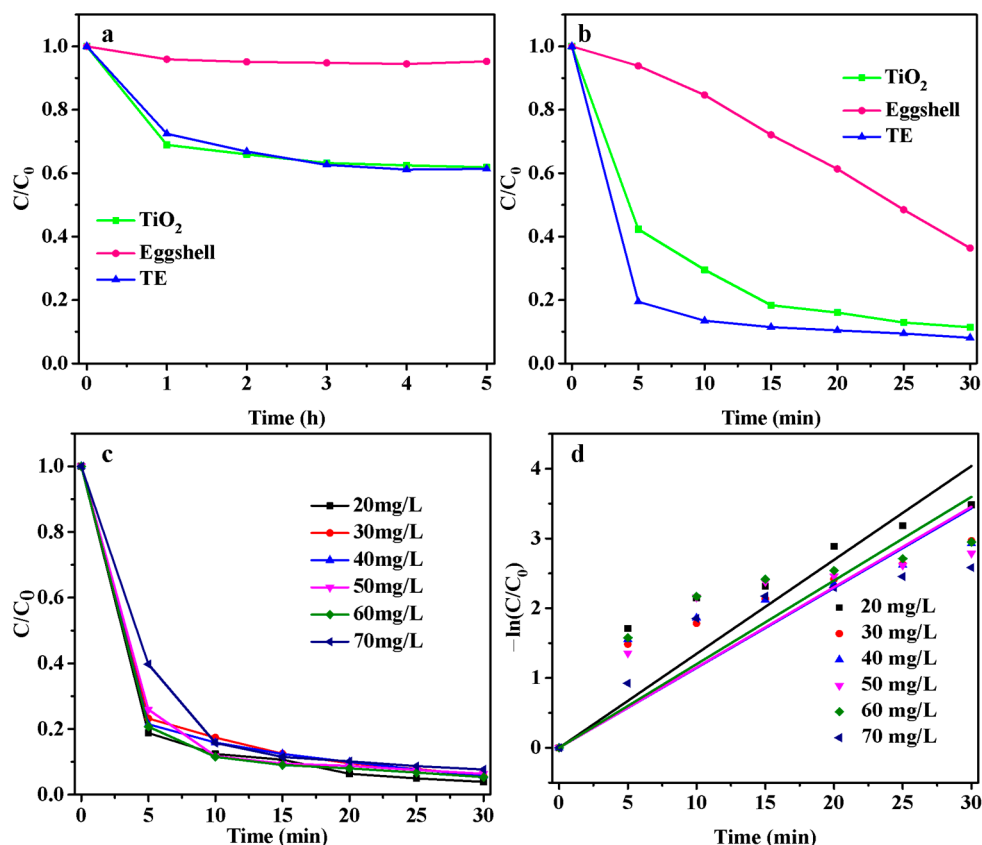 a
1.0
0.8
0.6
0.4
0.2
0.0
C/C0
TiO2
Eggshell
TE
0 1 2 3 4 5
Time (h)
b
1.0
0.8
0.6
0.4
0.2
0.0
C/C0
TiO2
Eggshell
TE
0 5 10 15 20 25 30
Time (min)
c
1.0
0.8
0.6
0.4
0.2
0.0
C/C0
20mg/L
30mg/L
40mg/L
50mg/L
60mg/L
70mg/L
0 5 10 15 20 25 30
Time (min)
d
4
3
2
1
0
−ln(C/C0)
20 mg/L
30 mg/L
40 mg/L
50 mg/L
60 mg/L
70 mg/L
0 5 10 15 20 25 30
Time (min)